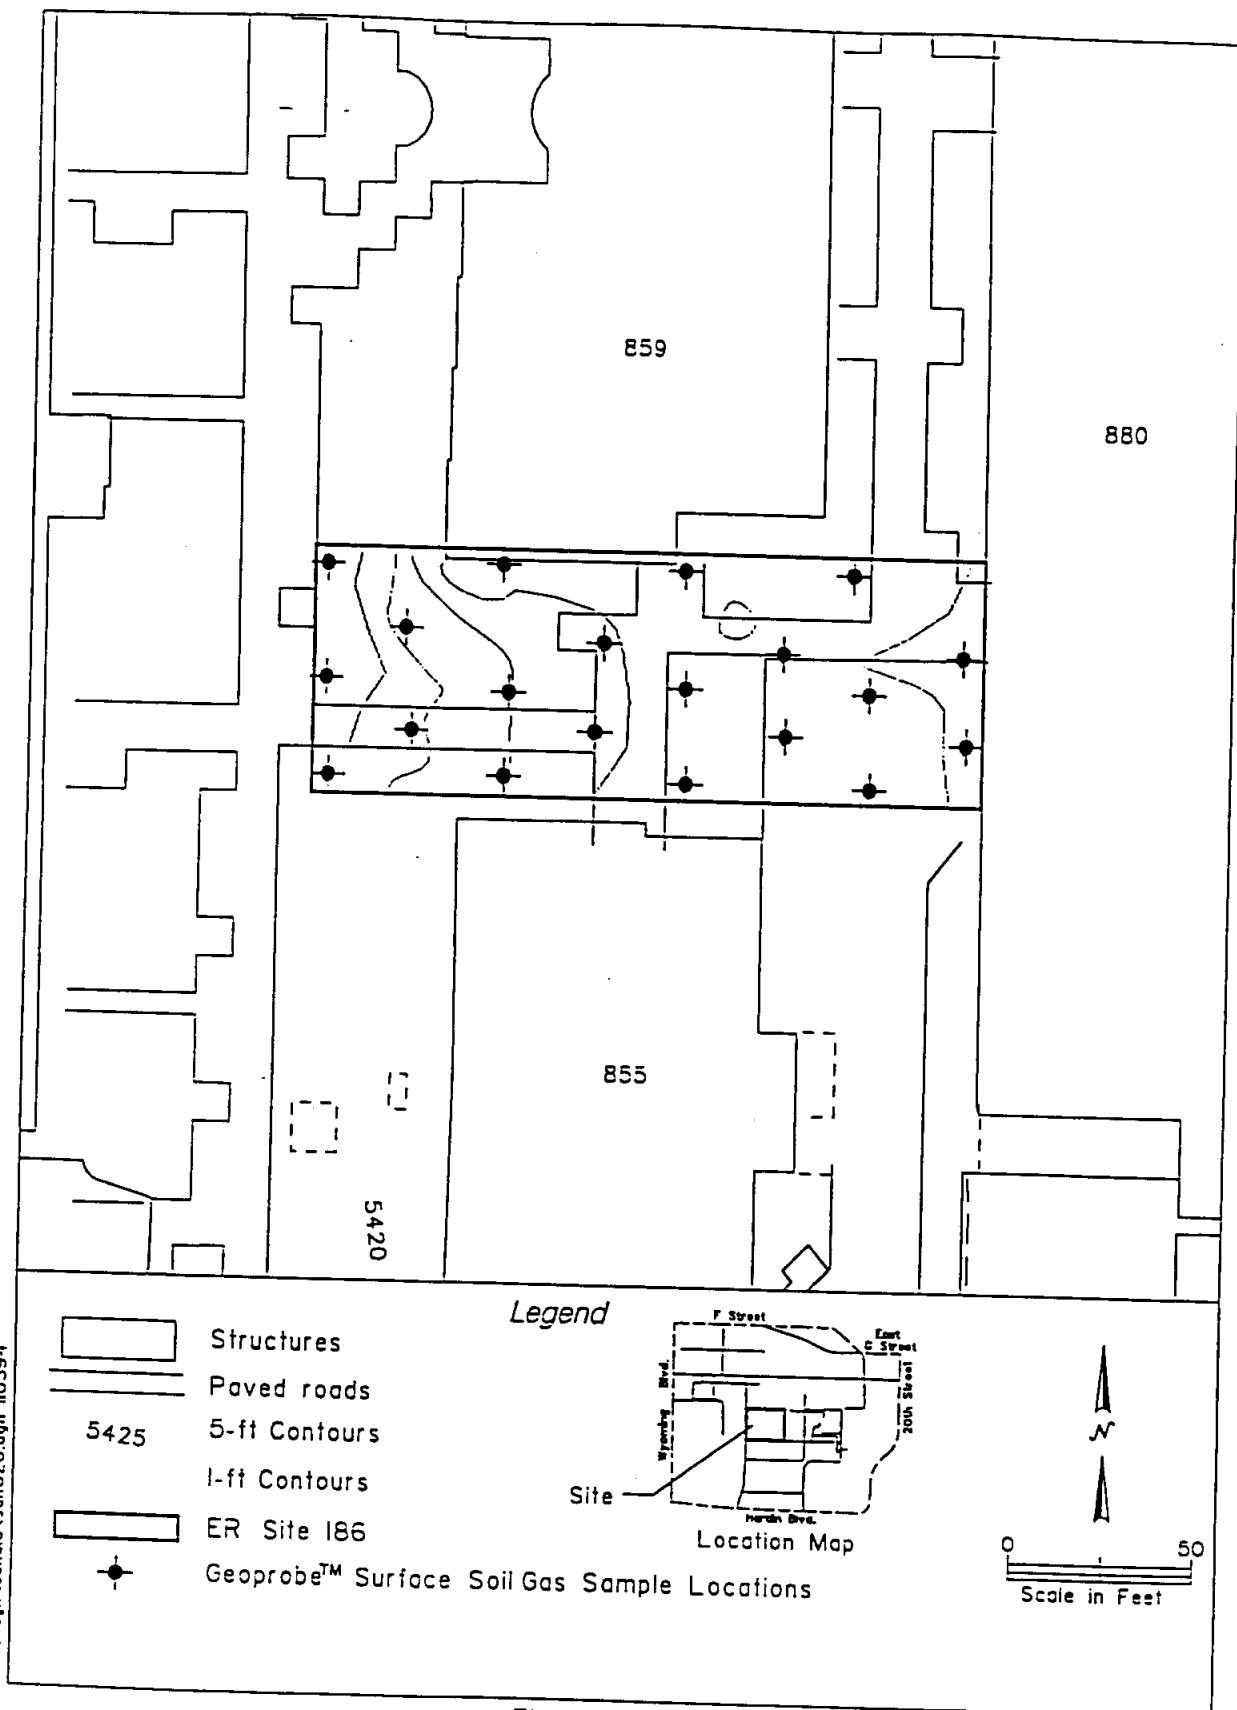 859
880
855
5420
Legend
Structures
Paved roads
5425 5-ft Contours
1-ft Contours
ER Site 186
Geoprobe™ Surface Soil Gas Sample Locations
F Street
East
G Street
Wyoming Blvd.
20th Street
Site
Hardin Blvd.
Location Map
N
0 50
Scale in Feet